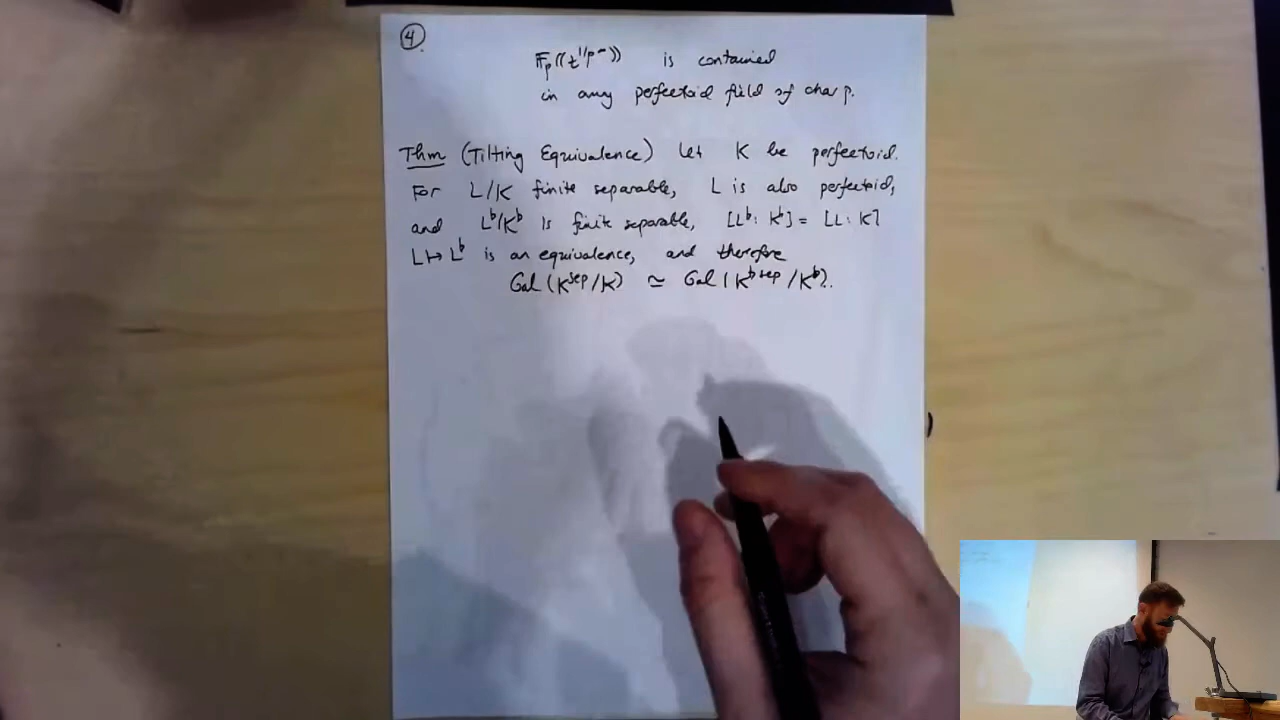 4
𝔽p((t^1/p^∞)) is contained
in any perfectoid field of char p.
Thm (Tilting Equivalence) Let K be perfectoid.
For L/K finite separable, L is also perfectoid,
and L^♭/K^♭ is finite separable, [L^♭: K^♭] = [L: K]
L ↦ L^♭ is an equivalence, and therefore
Gal(K^sep/K) ≃ Gal(K^♭sep/K^♭).